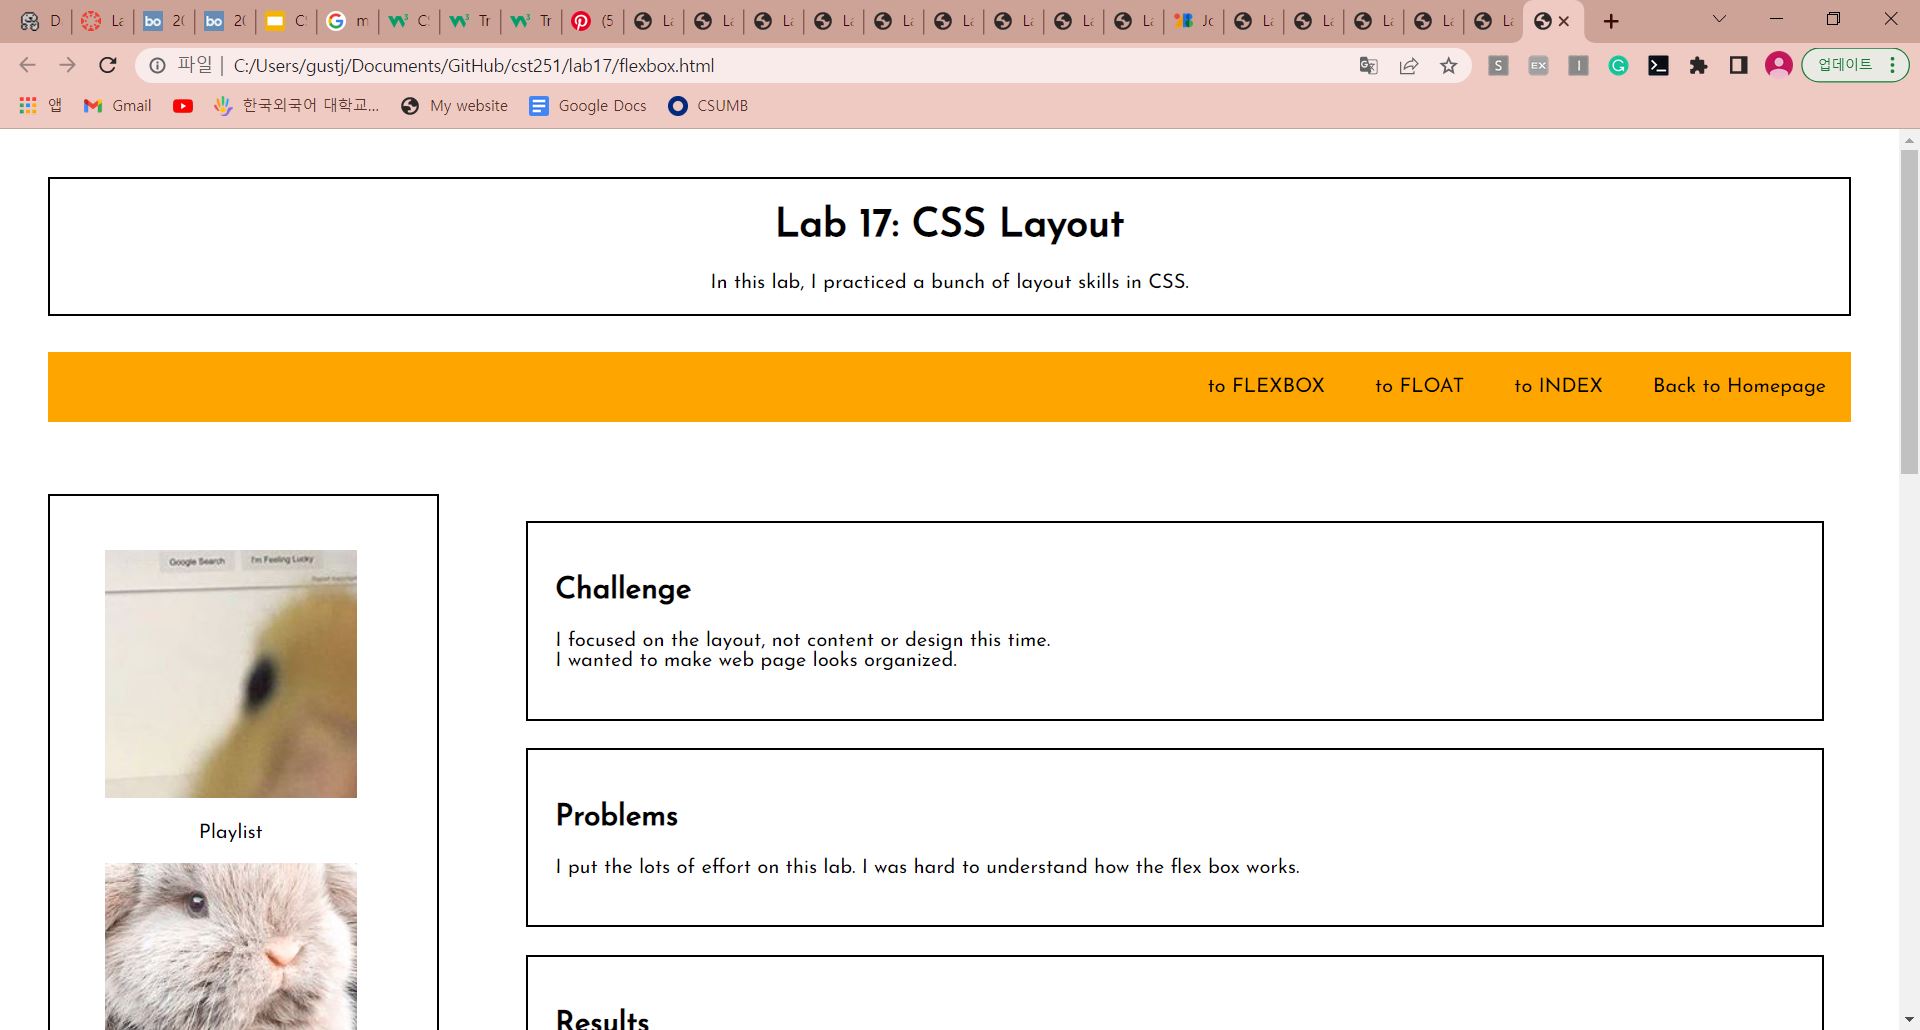 D
La
20
20
C
m
C
Tr
Tr
(5
La
La
La
La
La
La
La
La
La
Jo
La
La
La
La
La
파일 | C:/Users/gustj/Documents/GitHub/cst251/lab17/flexbox.html
업데이트
앱 Gmail 한국외국어 대학교... My website Google Docs CSUMB
Lab 17: CSS Layout
In this lab, I practiced a bunch of layout skills in CSS.
to FLEXBOX to FLOAT to INDEX Back to Homepage
Google Search I'm Feeling Lucky
Playlist
Challenge
I focused on the layout, not content or design this time.
I wanted to make web page looks organized.
Problems
I put the lots of effort on this lab. I was hard to understand how the flex box works.
Results